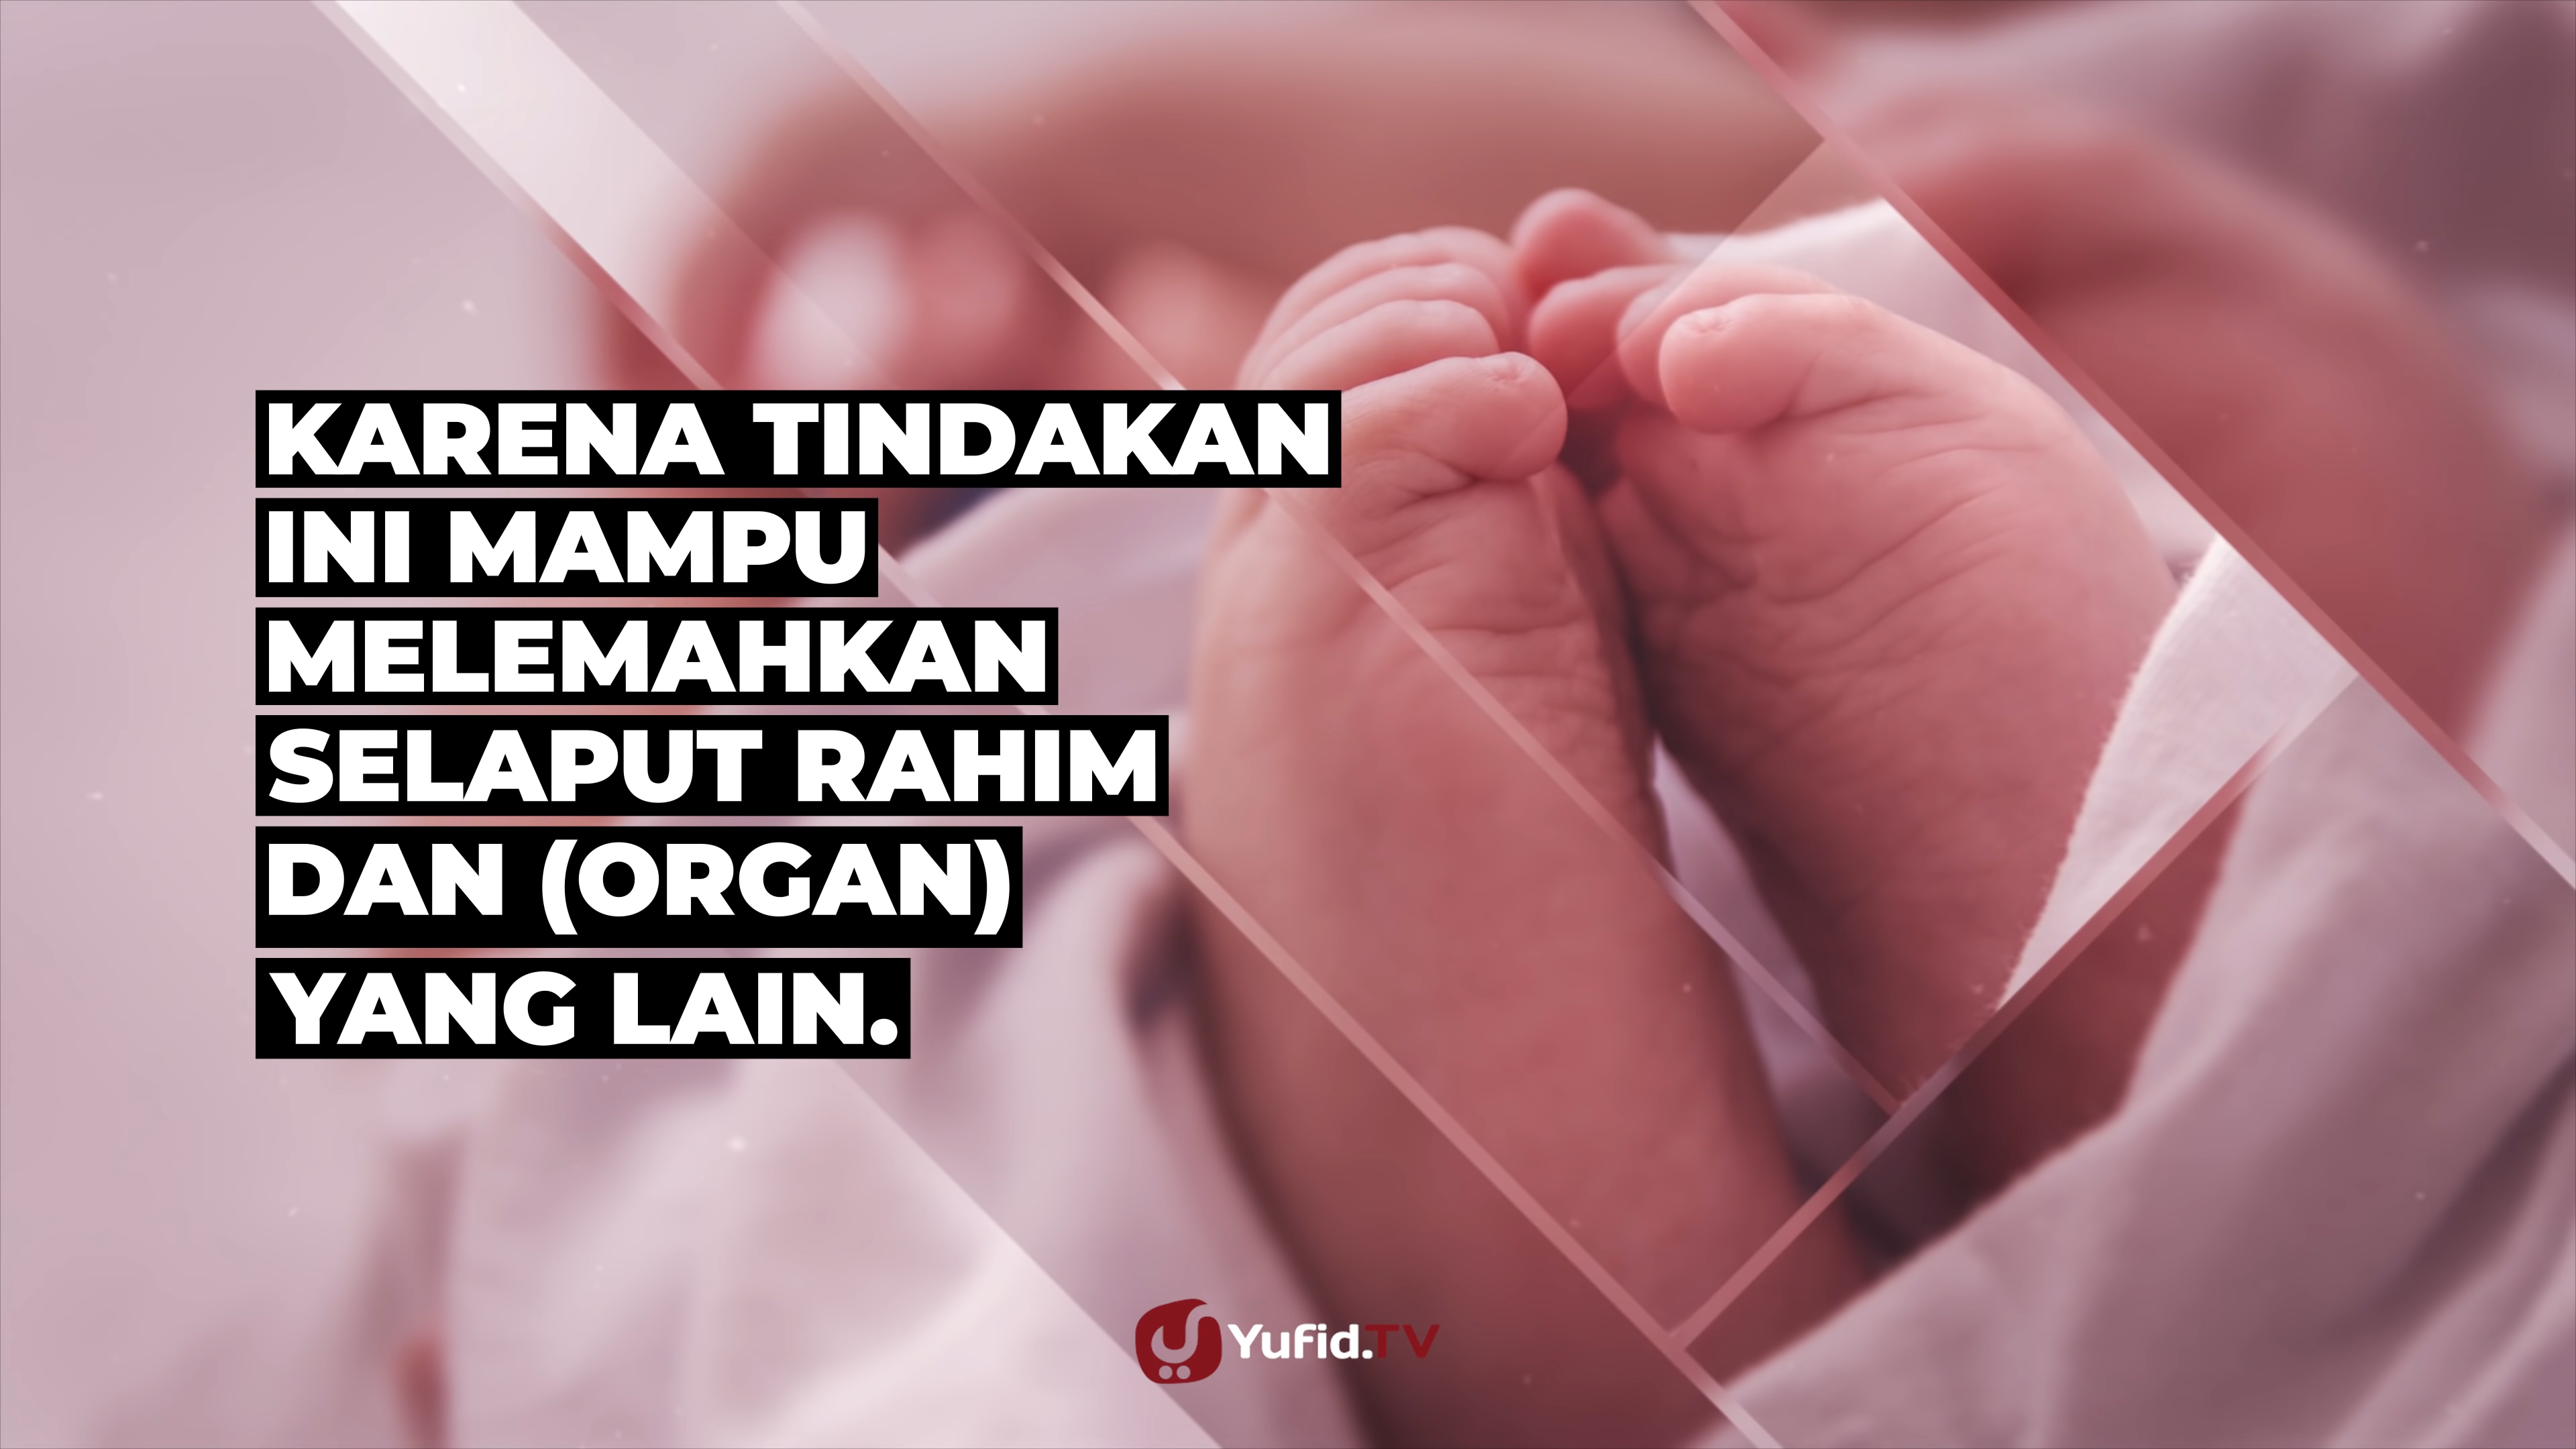 KARENA TINDAKAN
INI MAMPU
MELEMAHKAN
SELAPUT RAHIM
DAN (ORGAN)
YANG LAIN.
Yufid.TV